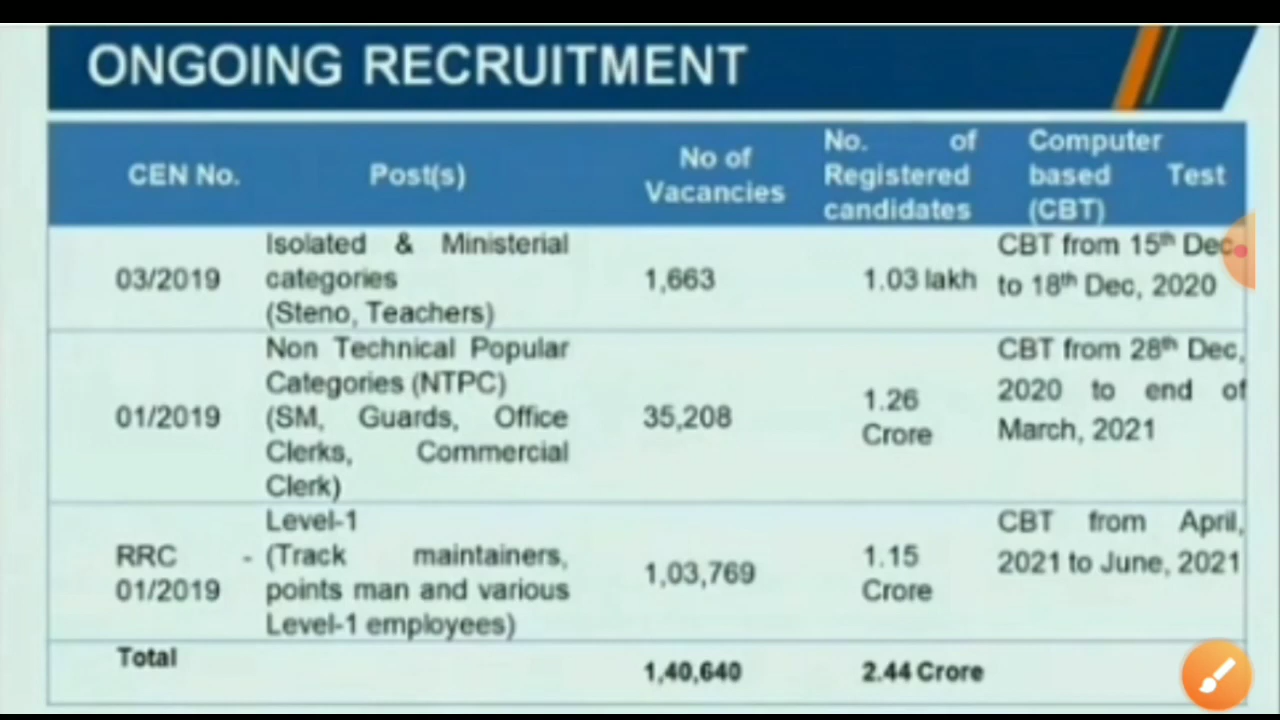 ONGOING RECRUITMENT
CEN No. Post(s) No of Vacancies No. of Registered candidates Computer based Test (CBT)
03/2019
Isolated & Ministerial
categories
(Steno, Teachers)
1,663
1.03 lakh
CBT from 15th Dec
to 18th Dec, 2020
01/2019
Non Technical Popular
Categories (NTPC)
(SM, Guards, Office
Clerks, Commercial
Clerk)
35,208
1.26
Crore
CBT from 28th Dec,
2020 to end of
March, 2021
RRC -
01/2019
Level-1
(Track maintainers,
points man and various
Level-1 employees)
1,03,769
1.15
Crore
CBT from April,
2021 to June, 2021
Total 1,40,640 2.44 Crore